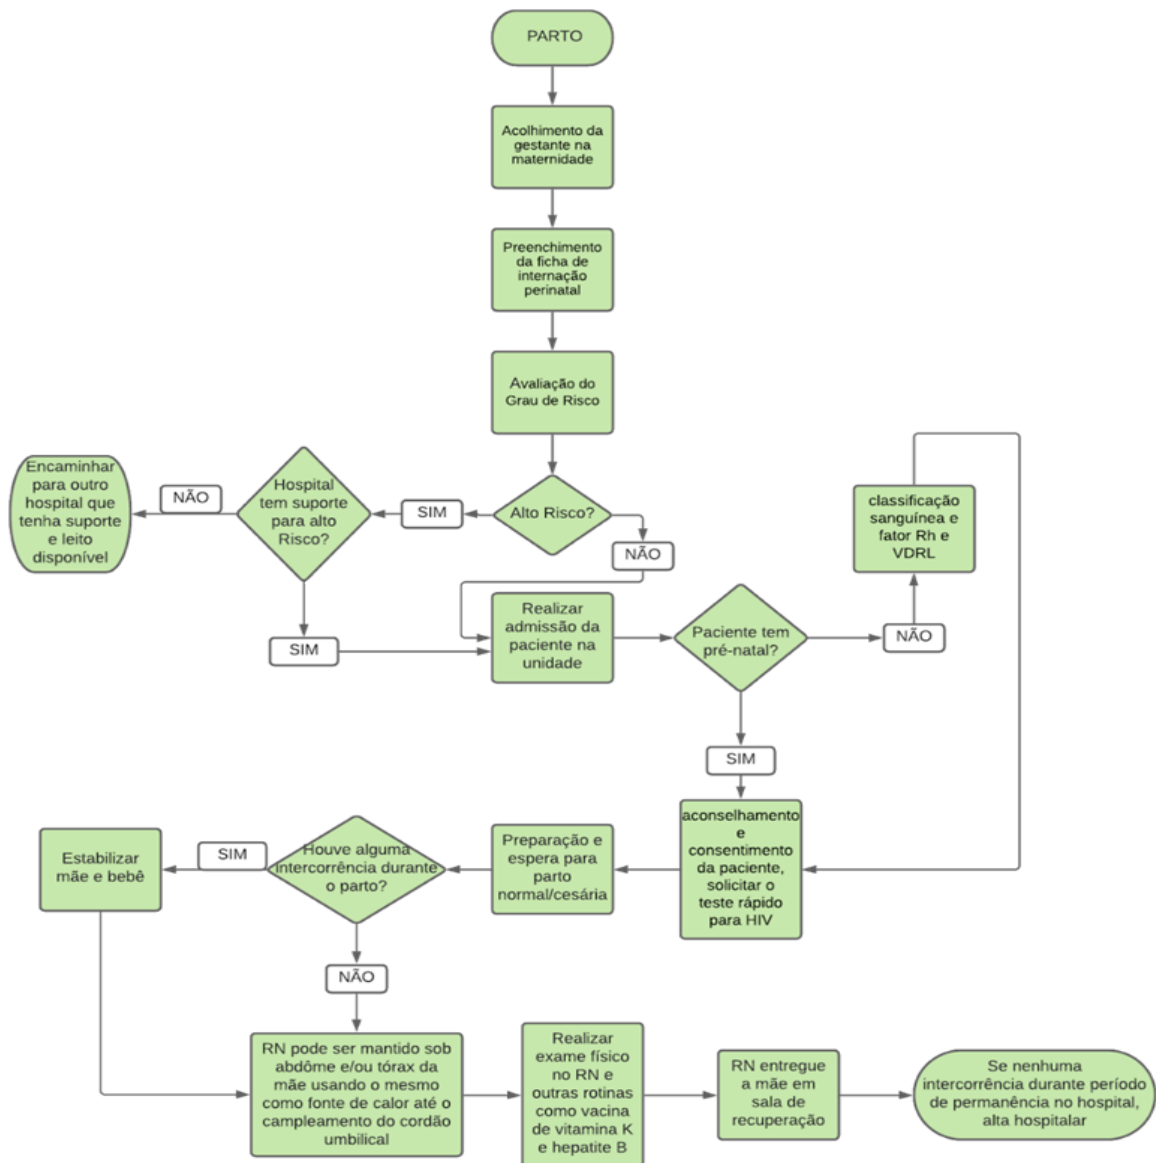 PARTO
Acolhimento da
gestante na
maternidade
Preenchimento
da ficha de
internação
perinatal
Avaliação do
Grau de Risco
Alto Risco?
SIM
Hospital
tem suporte
para alto
Risco?
NÃO
Encaminhar
para outro
hospital que
tenha suporte
e leito
disponível
NÃO
SIM
Realizar
admissão da
paciente na
unidade
Paciente tem
pré-natal?
NÃO
classificação
sanguínea e
fator Rh e
VDRL
SIM
aconselhamento
e
consentimento
da paciente,
solicitar o
teste rápido
para HIV
Preparação e
espera para
parto
normal/cesária
Houve alguma
intercorrência durante
o parto?
SIM
Estabilizar
mãe e bebê
NÃO
RN pode ser mantido sob
abdôme e/ou tórax da
mãe usando o mesmo
como fonte de calor até o
campleamento do cordão
umbilical
Realizar
exame físico
no RN e
outras rotinas
como vacina
de vitamina K
e hepatite B
RN entregue
a mãe em
sala de
recuperação
Se nenhuma
intercorrência durante período
de permanência no hospital,
alta hospitalar